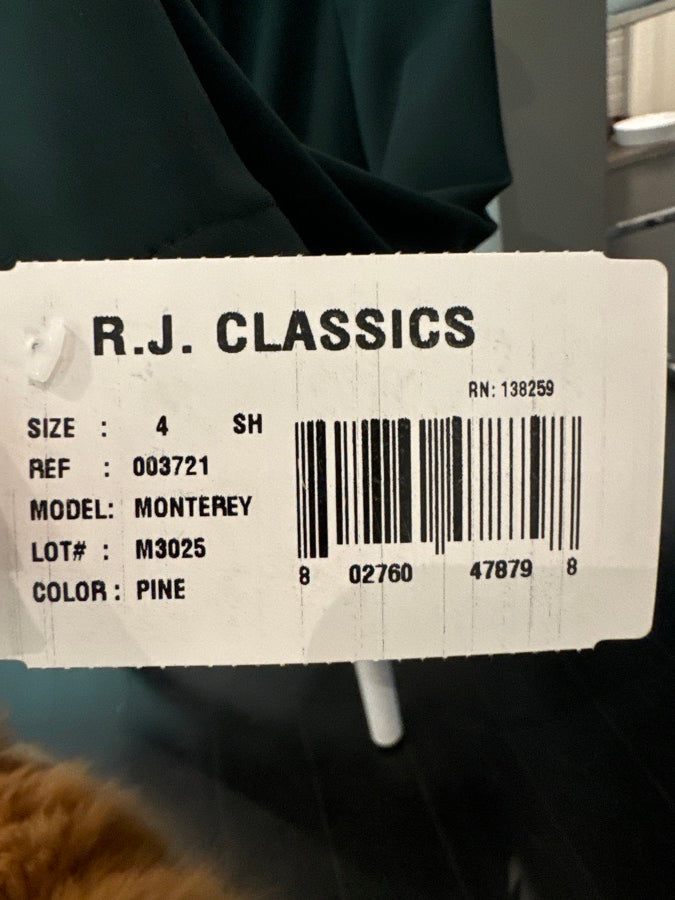 R.J. CLASSICS
RN: 138259
SIZE : 4 SH
REF : 003721
MODEL: MONTEREY
LOT# : M3025
COLOR: PINE
8 02760 47879 8